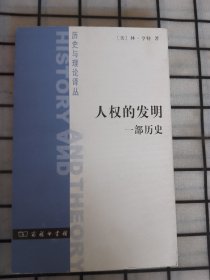 〔美〕林·亨特 著
历史与理论译丛
HISTORY AND THEORY
人权的发明
一部历史
商务印书馆